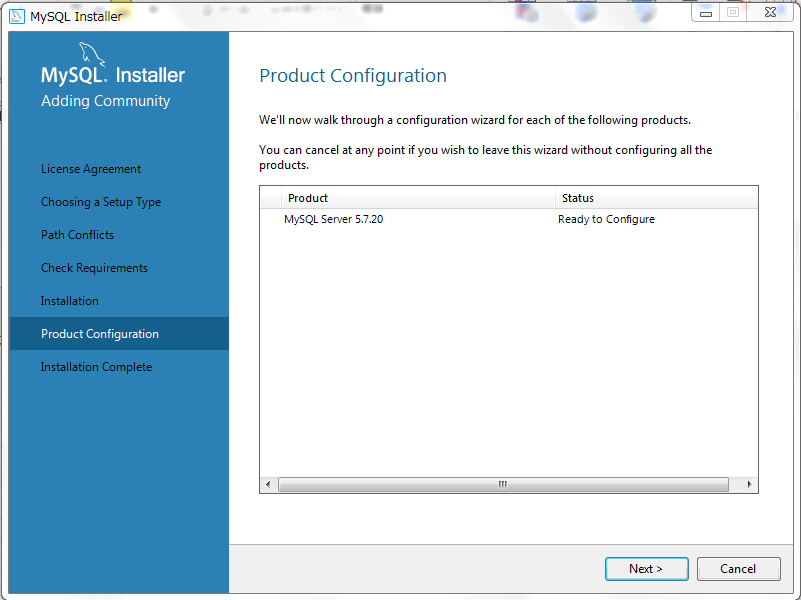 MySQL Installer
MySQL. Installer
Adding Community
License Agreement
Choosing a Setup Type
Path Conflicts
Check Requirements
Installation
Product Configuration
Installation Complete
Product Configuration
We'll now walk through a configuration wizard for each of the following products.
You can cancel at any point if you wish to leave this wizard without configuring all the
products.
Product Status
MySQL Server 5.7.20 Ready to Configure
Next > Cancel